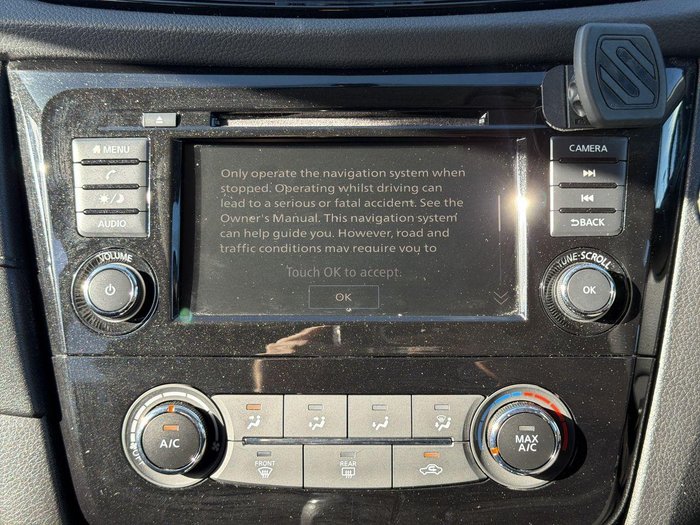 MENU
CAMERA
AUDIO
BACK
Only operate the navigation system when
stopped. Operating whilst driving can
lead to a serious or fatal accident. See the
Owner's Manual. This navigation system
can help guide you. However, road and
traffic conditions may require you to
Touch OK to accept.
OK
VOLUME
TUNE·SCROLL
OK
A/C
MAX
A/C
FRONT
REAR